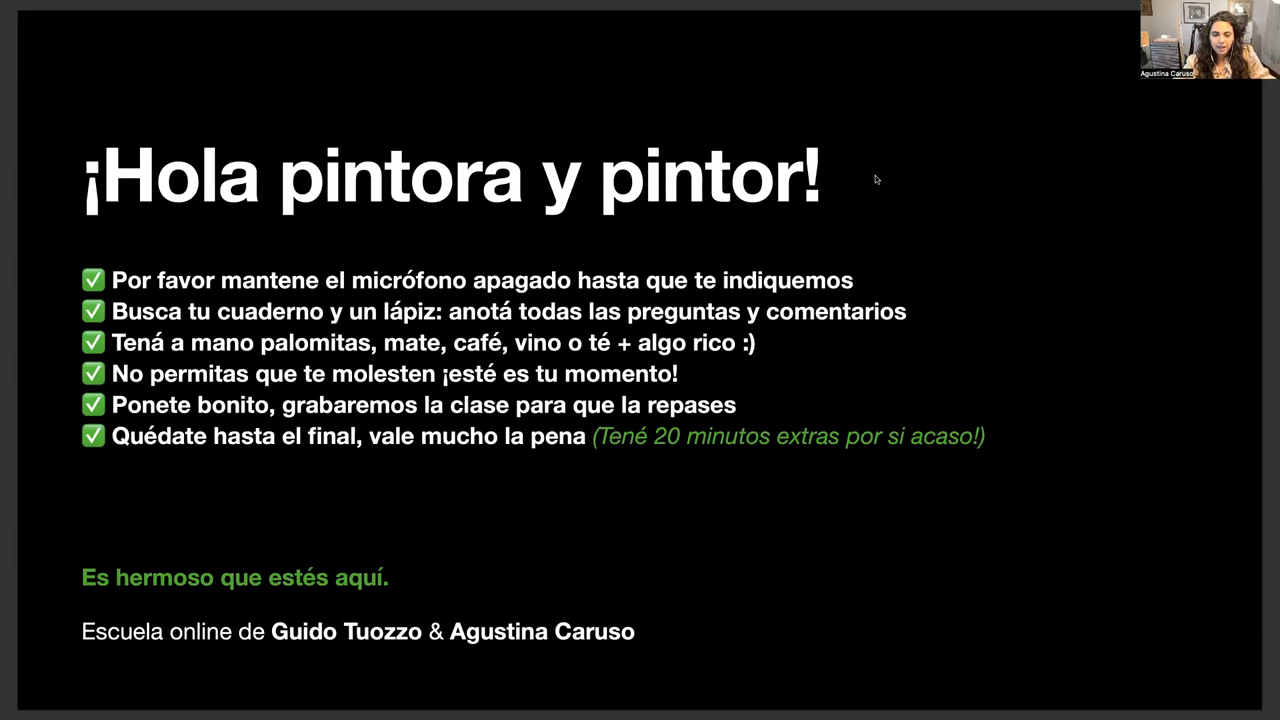 Agustina Caruso
¡Hola pintora y pintor!
✅ Por favor mantene el micrófono apagado hasta que te indiquemos
✅ Busca tu cuaderno y un lápiz: anotá todas las preguntas y comentarios
✅ Tená a mano palomitas, mate, café, vino o té + algo rico :)
✅ No permitas que te molesten ¡esté es tu momento!
✅ Ponete bonito, grabaremos la clase para que la repases
✅ Quédate hasta el final, vale mucho la pena (Tené 20 minutos extras por si acaso!)
Es hermoso que estés aquí.
Escuela online de Guido Tuozzo & Agustina Caruso